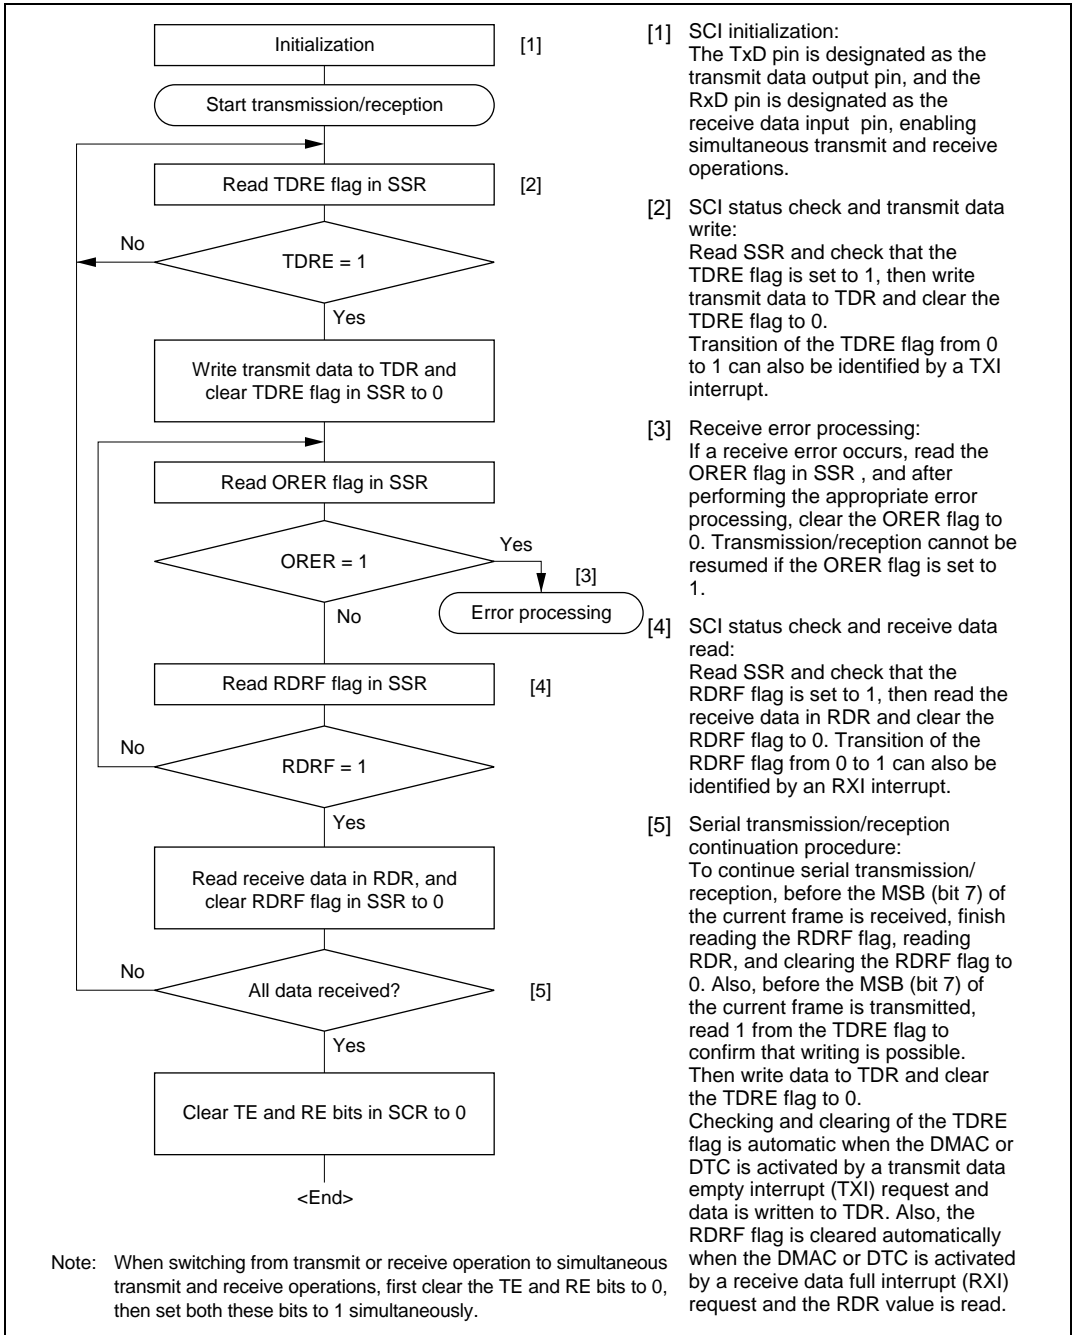 Initialization
[1]
Start transmission/reception
Read TDRE flag in SSR
[2]
No
TDRE = 1
Yes
Write transmit data to TDR and
clear TDRE flag in SSR to 0
Read ORER flag in SSR
ORER = 1
Yes
[3]
Error processing
No
Read RDRF flag in SSR
[4]
No
RDRF = 1
Yes
Read receive data in RDR, and
clear RDRF flag in SSR to 0
No
All data received?
[5]
Yes
Clear TE and RE bits in SCR to 0
<End>
[1] SCI initialization:
The TxD pin is designated as the
transmit data output pin, and the
RxD pin is designated as the
receive data input pin, enabling
simultaneous transmit and receive
operations.
[2] SCI status check and transmit data
write:
Read SSR and check that the
TDRE flag is set to 1, then write
transmit data to TDR and clear the
TDRE flag to 0.
Transition of the TDRE flag from 0
to 1 can also be identified by a TXI
interrupt.
[3] Receive error processing:
If a receive error occurs, read the
ORER flag in SSR , and after
performing the appropriate error
processing, clear the ORER flag to
0. Transmission/reception cannot be
resumed if the ORER flag is set to
1.
[4] SCI status check and receive data
read:
Read SSR and check that the
RDRF flag is set to 1, then read the
receive data in RDR and clear the
RDRF flag to 0. Transition of the
RDRF flag from 0 to 1 can also be
identified by an RXI interrupt.
[5] Serial transmission/reception
continuation procedure:
To continue serial transmission/
reception, before the MSB (bit 7) of
the current frame is received, finish
reading the RDRF flag, reading
RDR, and clearing the RDRF flag to
0. Also, before the MSB (bit 7) of
the current frame is transmitted,
read 1 from the TDRE flag to
confirm that writing is possible.
Then write data to TDR and clear
the TDRE flag to 0.
Checking and clearing of the TDRE
flag is automatic when the DMAC or
DTC is activated by a transmit data
empty interrupt (TXI) request and
data is written to TDR. Also, the
RDRF flag is cleared automatically
when the DMAC or DTC is activated
by a receive data full interrupt (RXI)
request and the RDR value is read.
Note: When switching from transmit or receive operation to simultaneous
transmit and receive operations, first clear the TE and RE bits to 0,
then set both these bits to 1 simultaneously.